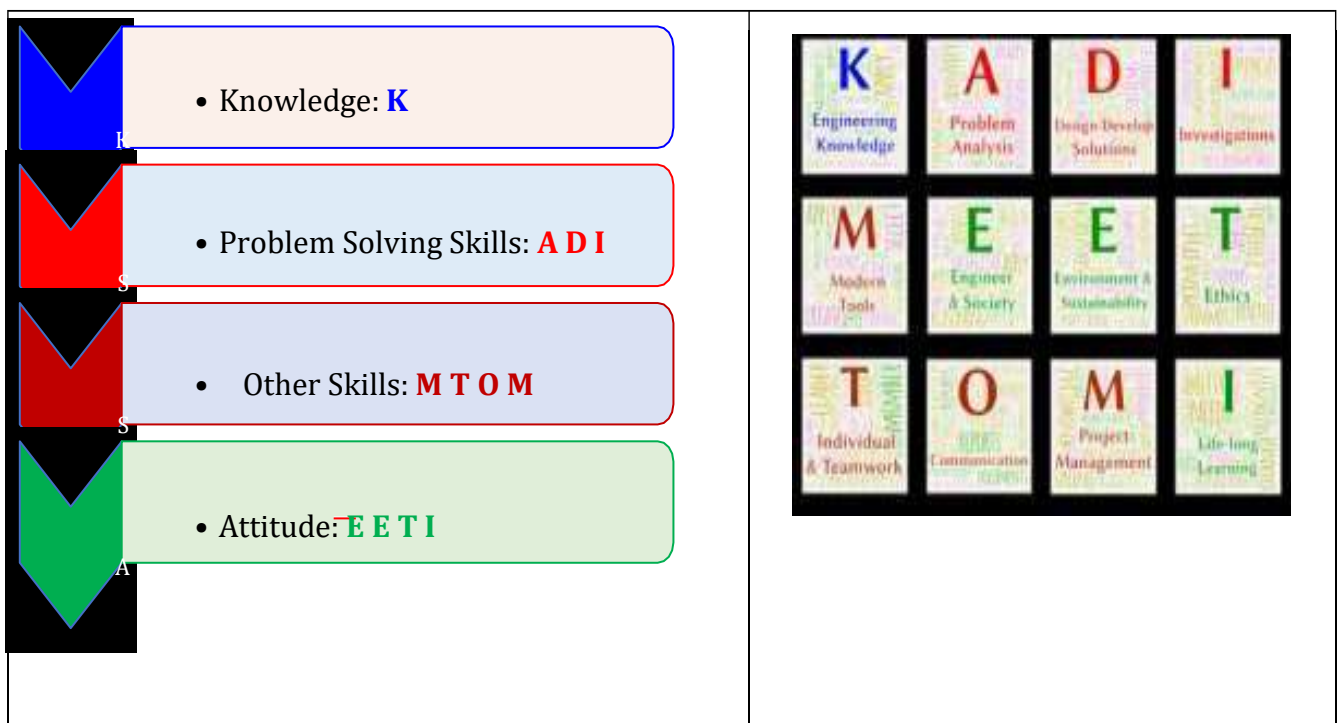 • Knowledge: K
K
• Problem Solving Skills: A D I
S
• Other Skills: M T O M
S
• Attitude: E E T I
A
K A D I
Engineering Knowledge
Problem Analysis
Design Develop Solutions
Investigations
M E E T
Modern Tools
Engineer & Society
Environment & Sustainability
Ethics
T O M I
Individual & Teamwork
Communication
Project Management
Life-long Learning